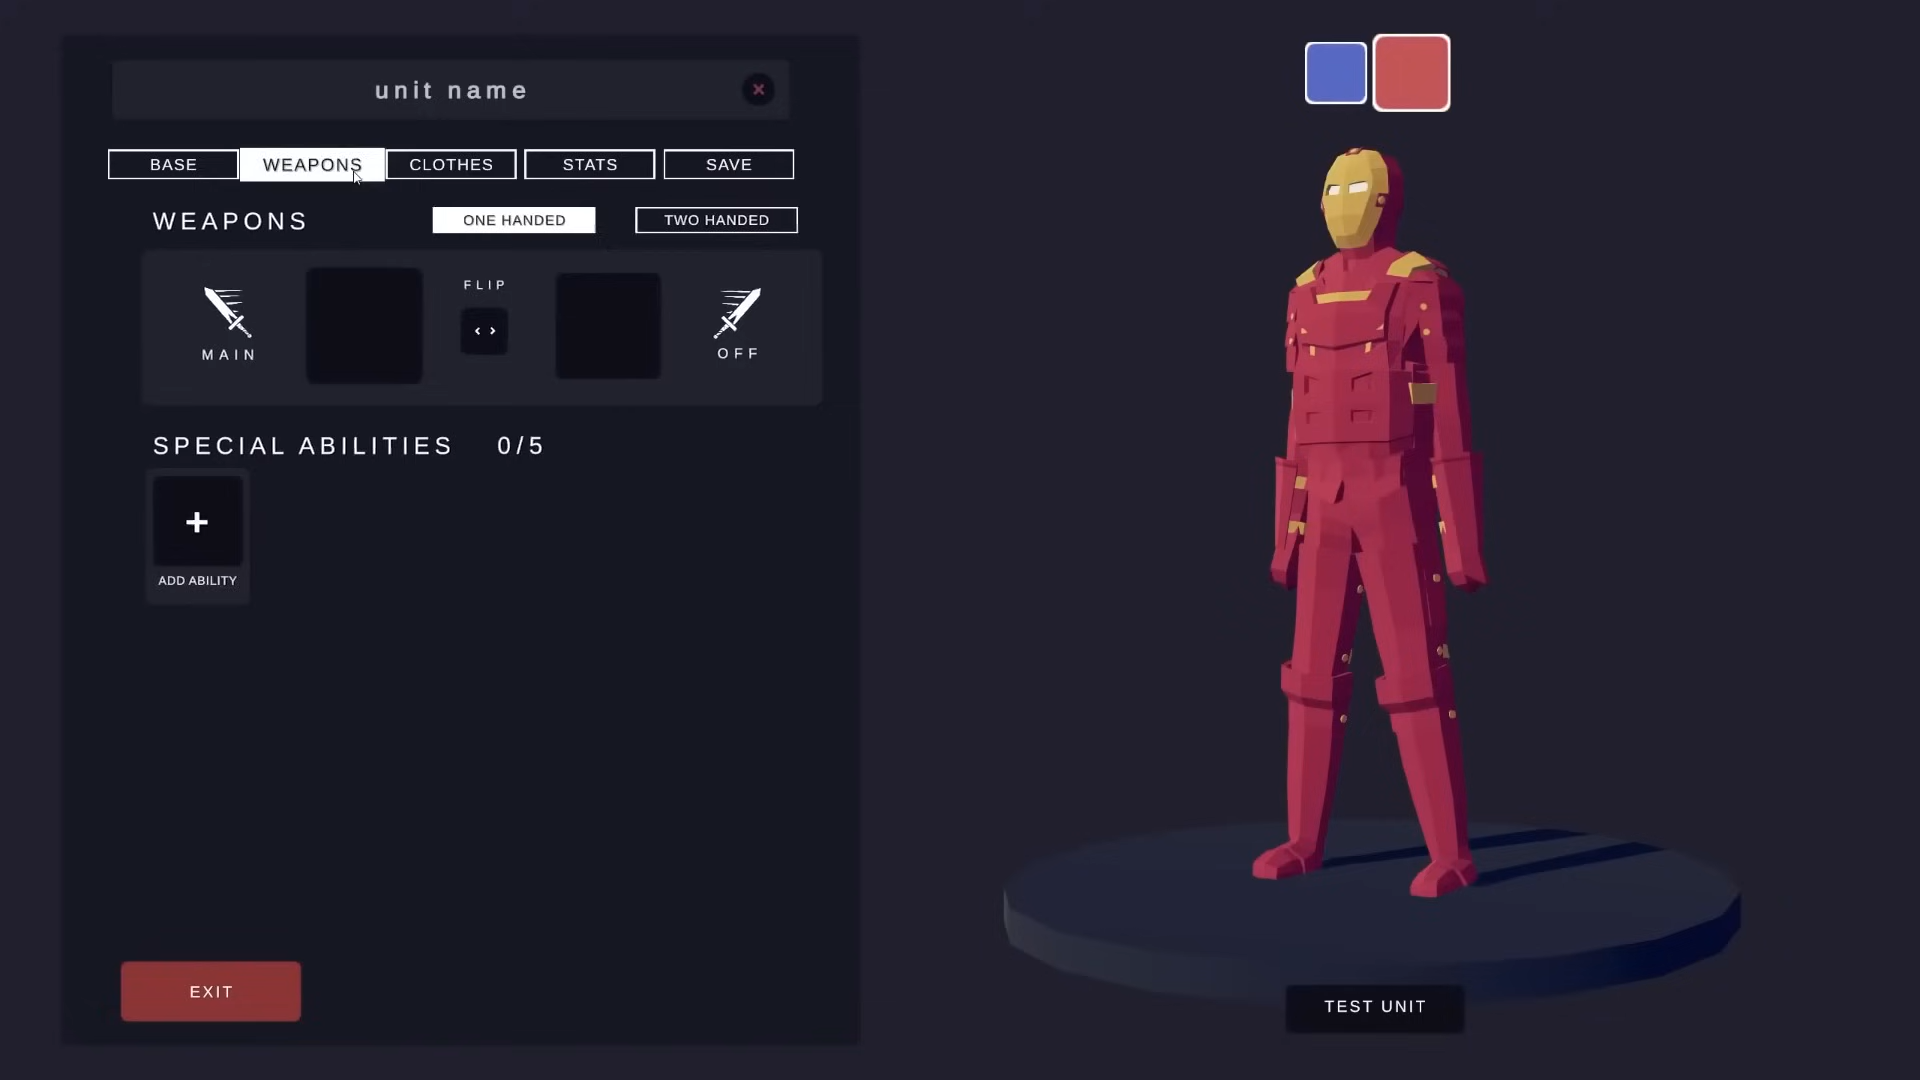 unit name
BASE
WEAPONS
CLOTHES
STATS
SAVE
WEAPONS
ONE HANDED
TWO HANDED
MAIN
FLIP
OFF
SPECIAL ABILITIES 0/5
ADD ABILITY
EXIT
TEST UNIT